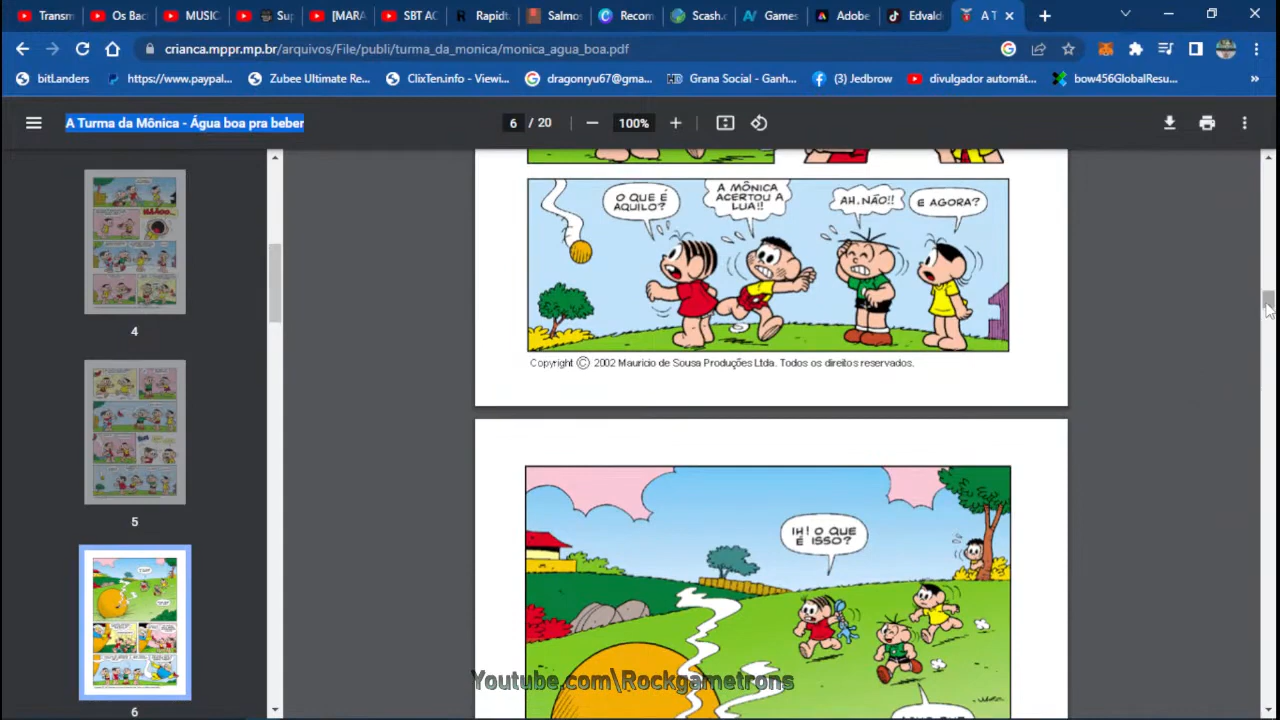 Transm
Os Bac
MUSIC
Sup
[MARA
SBT AC
Rapidt
Salmos
Recom
Scash.c
Games
Adobe
Edvald
A T
crianca.mppr.mp.br/arquivos/File/publi/turma_da_monica/monica_agua_boa.pdf
bitLanders
https://www.paypal...
Zubee Ultimate Re...
ClixTen.info - Viewi...
dragonryu67@gma...
Grana Social - Ganh...
(3) Jedbrow
divulgador automát...
bow456GlobalResu...
A Turma da Mônica - Água boa pra beber
6 / 20
100%
4
5
6
O QUE É
AQUILO?
A MÔNICA
ACERTOU A
LUA!!
AH, NÃO!!
E AGORA?
Copyright © 2002 Mauricio de Sousa Produções Ltda. Todos os direitos reservados.
IH! O QUE
É ISSO?
Youtube.com\Rockgametrons